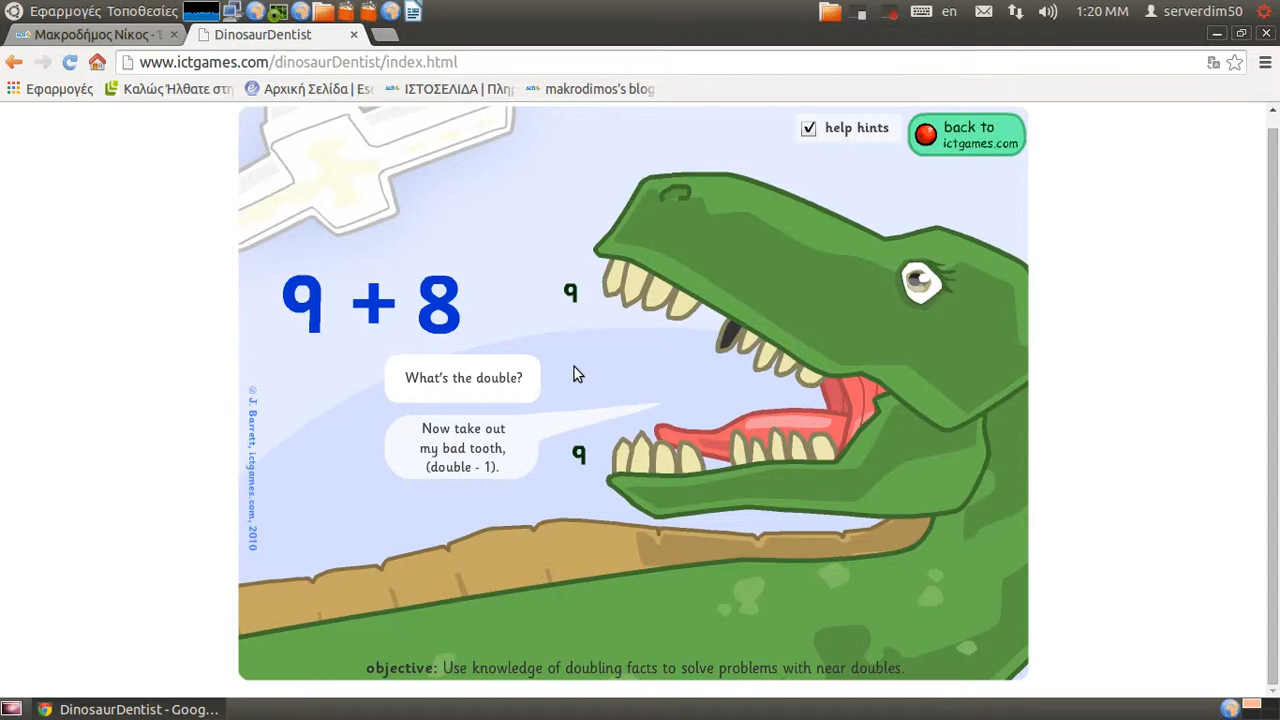 Εφαρμογές Τοποθεσίες
en
1:20 MM
serverdim50
Μακροδήμος Νίκος -
DinosaurDentist
www.ictgames.com/dinosaurDentist/index.html
Εφαρμογές
Καλώς Ήλθατε στη
Αρχική Σελίδα | Esc
ΙΣΤΟΣΕΛΙΔΑ | Πλη
makrodimos's blog
help hints
back to
ictgames.com
9 + 8
9
What's the double?
Now take out
my bad tooth,
(double - 1).
9
© J. Barrett, ictgames.com, 2010
objective: Use knowledge of doubling facts to solve problems with near doubles.
DinosaurDentist - Goog...